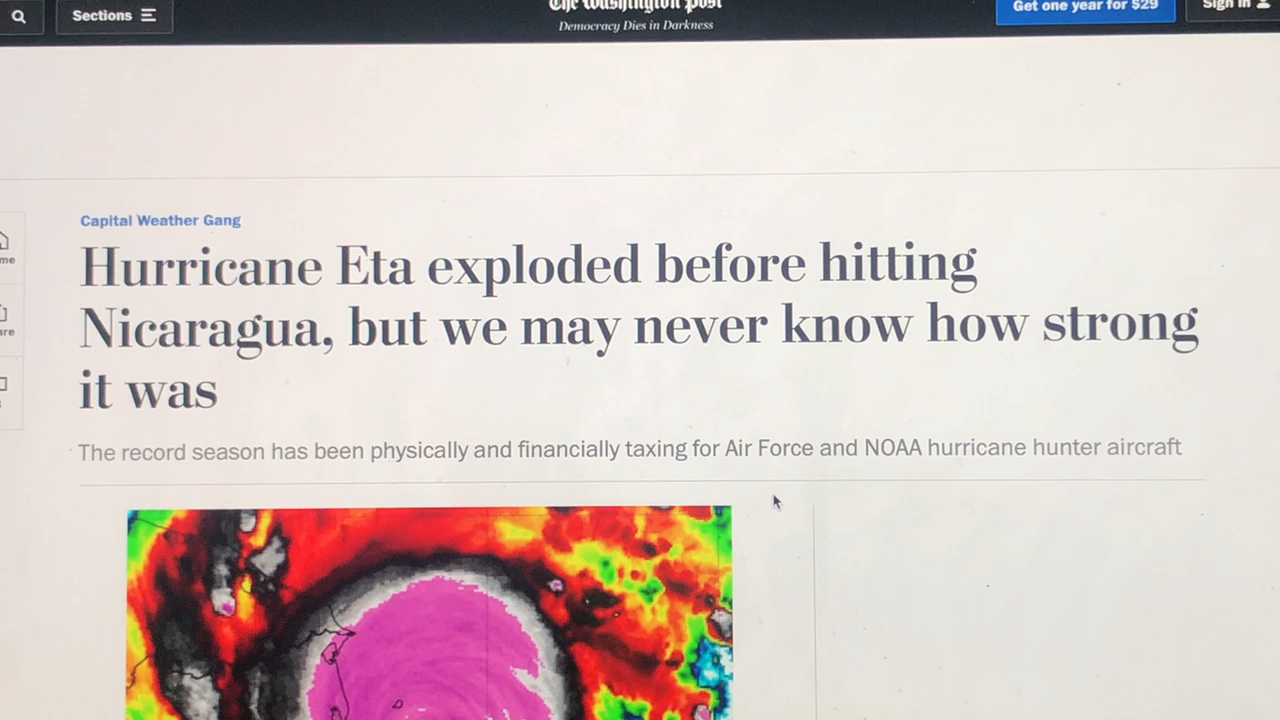 Sections
The Washington Post
Democracy Dies in Darkness
Get one year for $29
Sign in
Capital Weather Gang
Hurricane Eta exploded before hitting
Nicaragua, but we may never know how strong
it was
The record season has been physically and financially taxing for Air Force and NOAA hurricane hunter aircraft